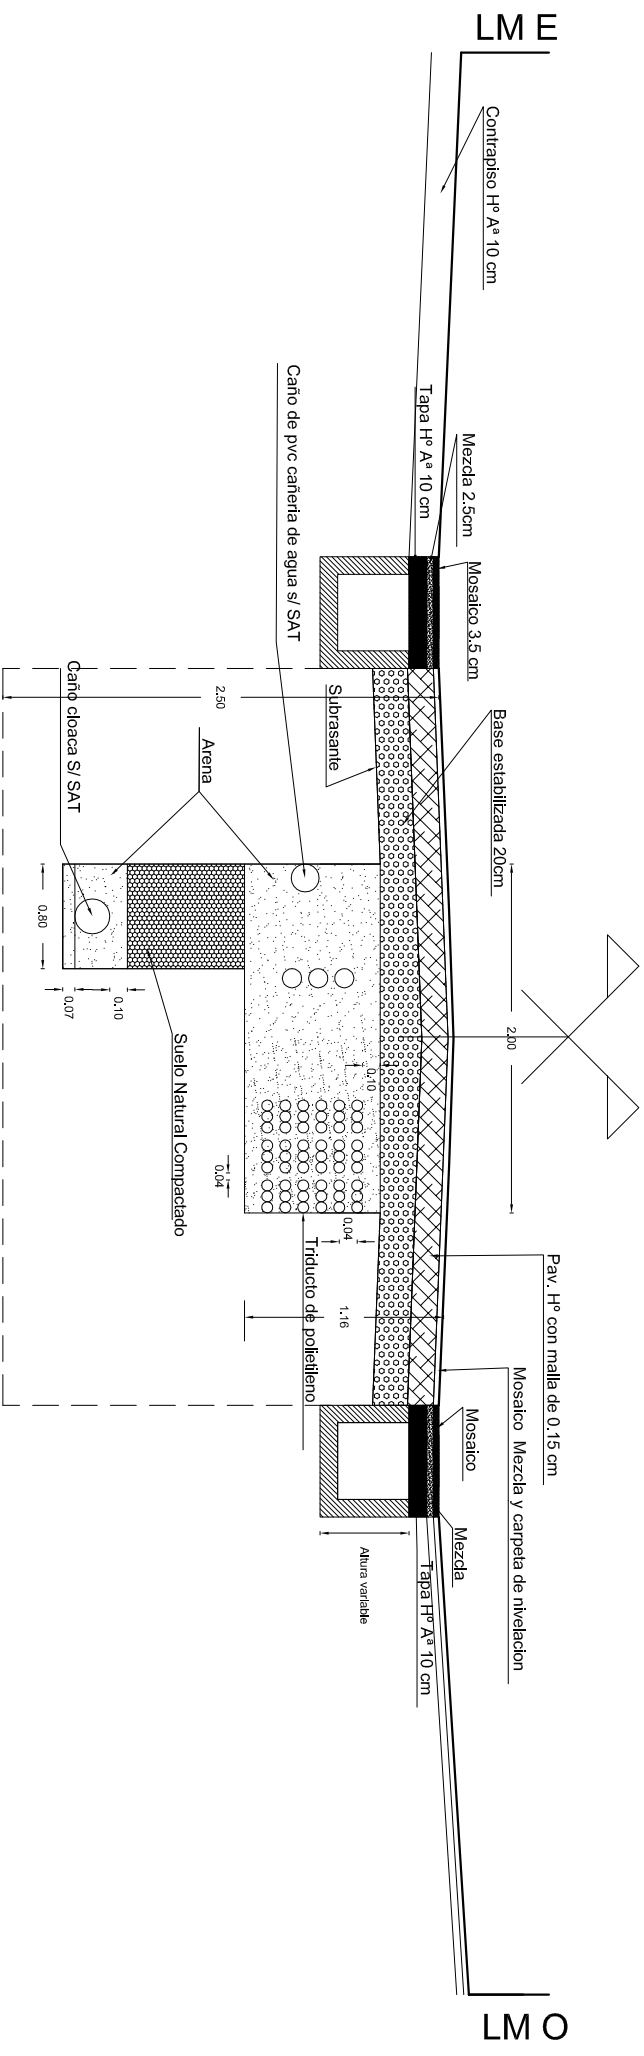 LM E
Contrapiso Hº Aª 10 cm
Tapa Hº Aª 10 cm
Mezcla 2.5cm
Mosaico 3.5 cm
Caño de pvc cañeria de agua s/ SAT
Subrasante
Base estabilizada 20cm
2.50
Arena
Caño cloaca S/ SAT
0.80
0.07
0.10
Suelo Natural Compactado
2.00
0.10
0.04
0.04
Triducto de polietileno
1.16
Pav. Hº con malla de 0.15 cm
Mosaico Mezcla y carpeta de nivelacion
Mosaico
Mezcla
Tapa Hº Aª 10 cm
Altura variable
LM O